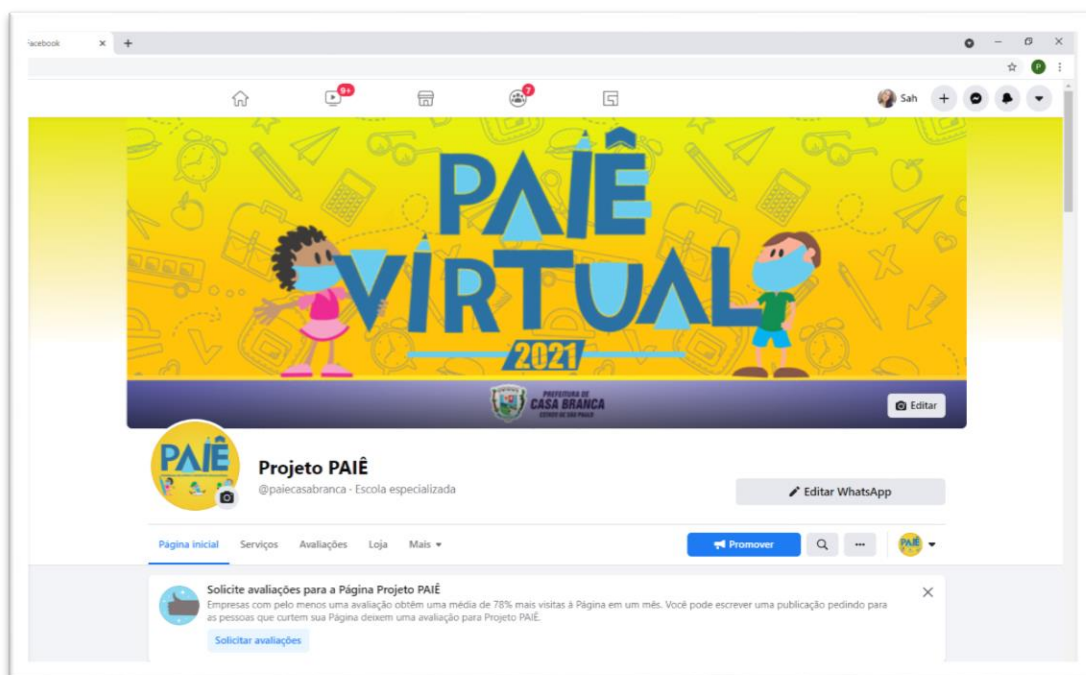 Facebook
9+
7
Sah
P
PAIÊ
VIRTUAL
2021
PREFEITURA DE
CASA BRANCA
ESTADO DE SÃO PAULO
Editar
PAIÊ
Projeto PAIÊ
@paiecasabranca · Escola especializada
Editar WhatsApp
Página inicial Serviços Avaliações Loja Mais
Promover
PAIÊ
Solicite avaliações para a Página Projeto PAIÊ
Empresas com pelo menos uma avaliação obtêm uma média de 78% mais visitas à Página em um mês. Você pode escrever uma publicação pedindo para
as pessoas que curtem sua Página deixem uma avaliação para Projeto PAIÊ.
Solicitar avaliações